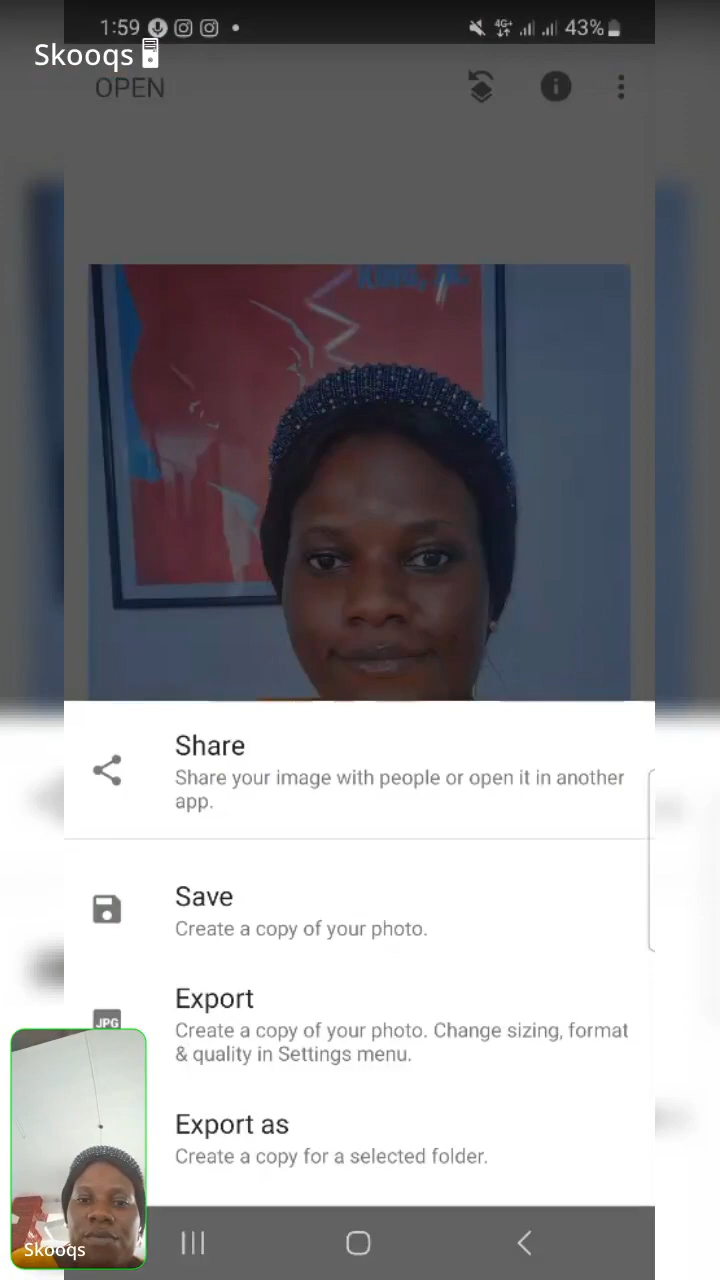 1:59
4G+
43%
Skooqs
OPEN
Share
Share your image with people or open it in another
app.
Save
Create a copy of your photo.
JPG
Export
Create a copy of your photo. Change sizing, format
& quality in Settings menu.
Export as
Create a copy for a selected folder.
Skooqs